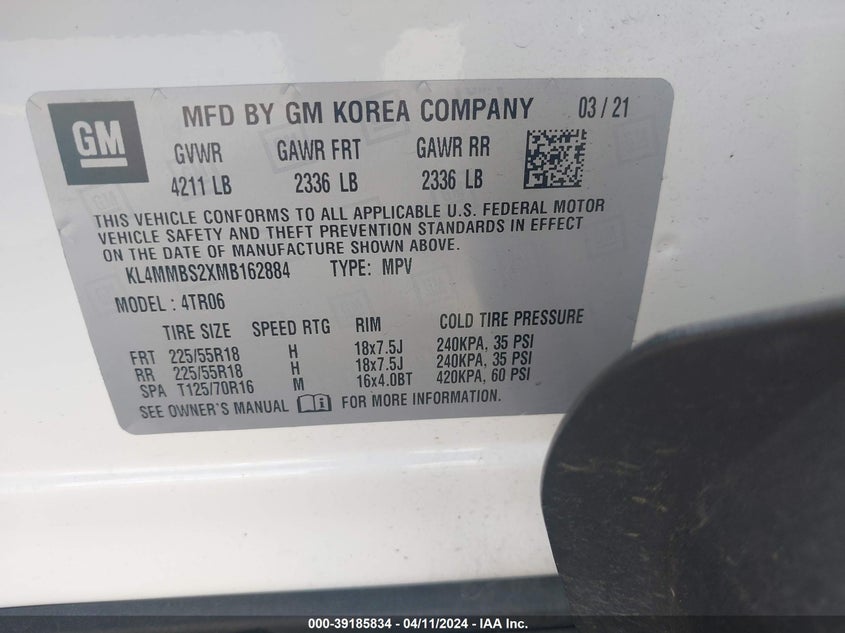 GM
MFD BY GM KOREA COMPANY 03 / 21
GVWR GAWR FRT GAWR RR
4211 LB 2336 LB 2336 LB
THIS VEHICLE CONFORMS TO ALL APPLICABLE U.S. FEDERAL MOTOR
VEHICLE SAFETY AND THEFT PREVENTION STANDARDS IN EFFECT
ON THE DATE OF MANUFACTURE SHOWN ABOVE.
KL4MMBS2XMB162884 TYPE: MPV
MODEL : 4TR06
TIRE SIZE SPEED RTG RIM COLD TIRE PRESSURE
FRT 225/55R18 H 18x7.5J 240KPA, 35 PSI
RR 225/55R18 H 18x7.5J 240KPA, 35 PSI
SPA T125/70R16 M 16x4.0BT 420KPA, 60 PSI
SEE OWNER'S MANUAL FOR MORE INFORMATION.
000-39185834 - 04/11/2024 - IAA Inc.